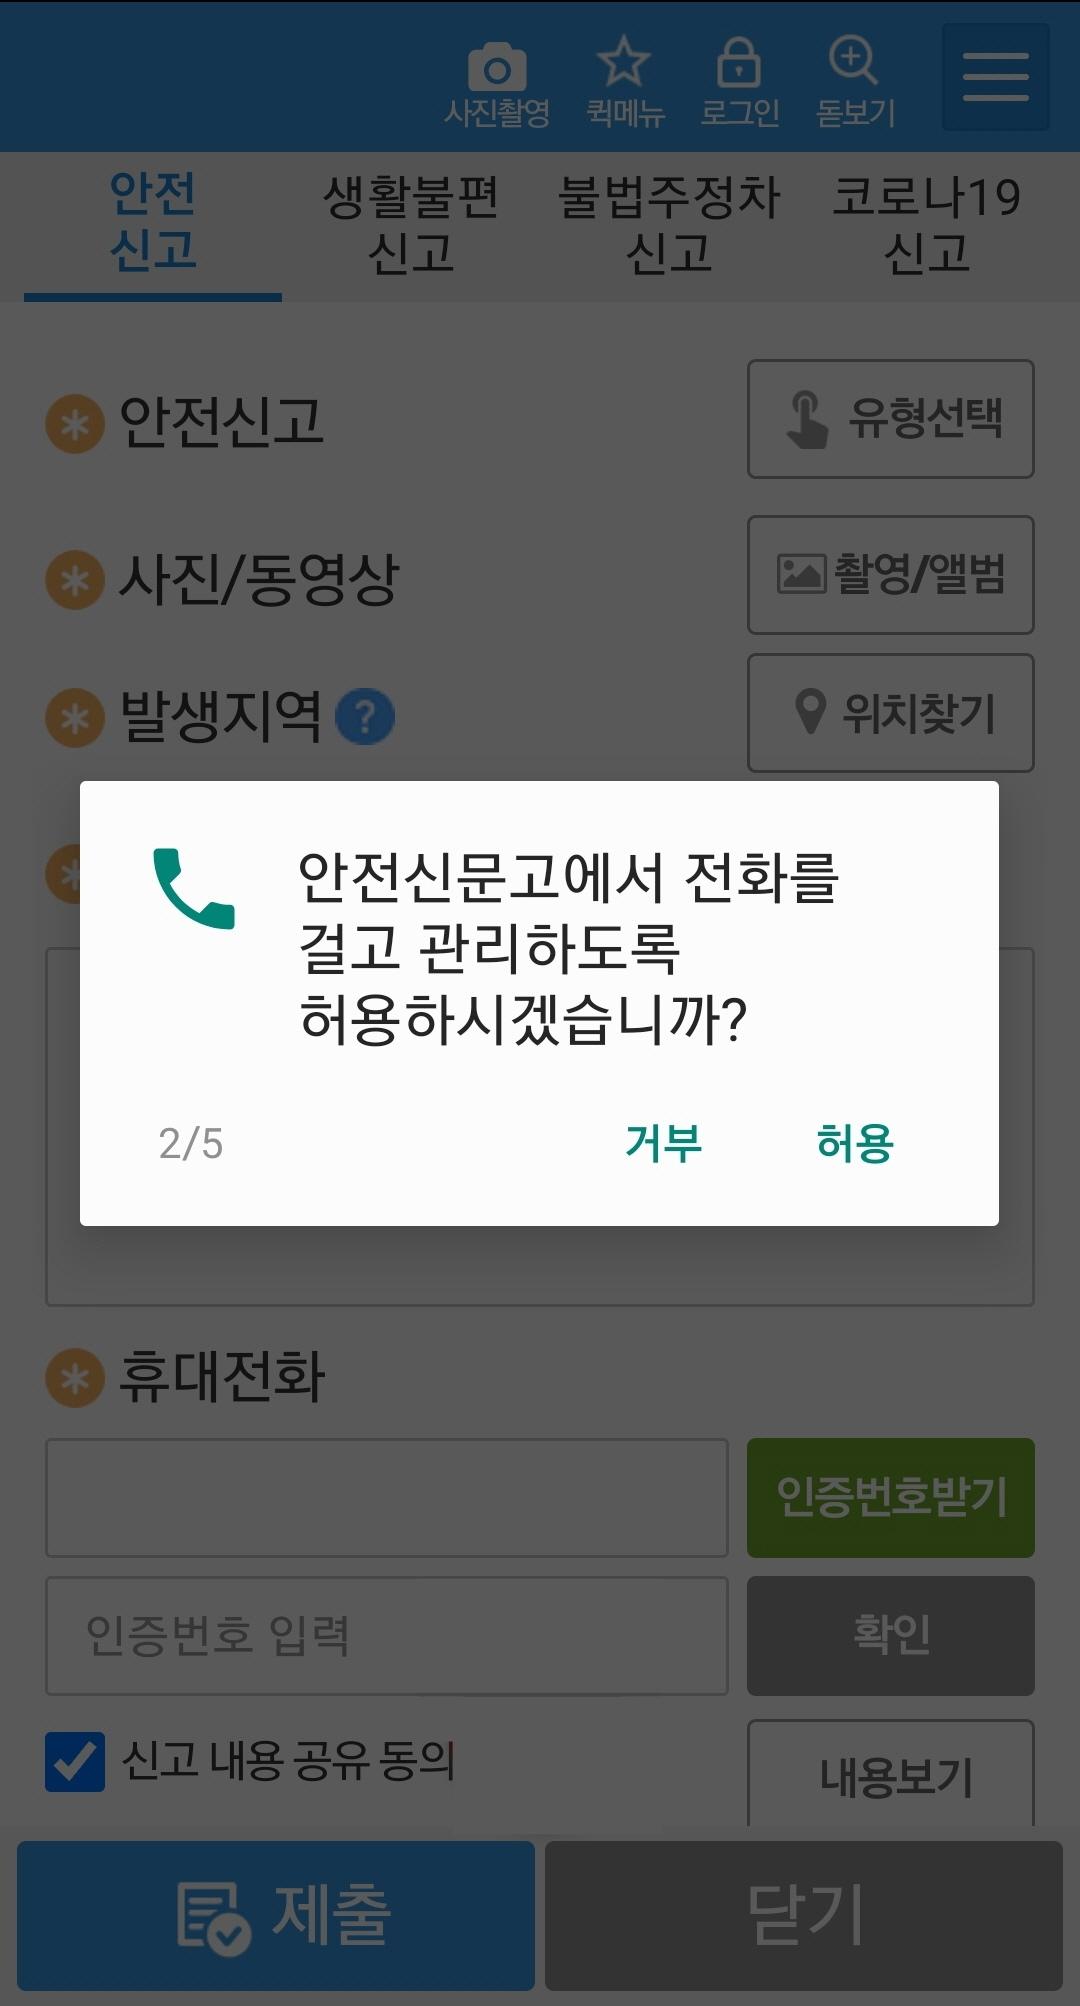 사진촬영 퀵메뉴 로그인 돋보기
안전 생활불편 불법주정차 코로나19
신고 신고 신고 신고
안전신고 유형선택
사진/동영상 촬영/앨범
발생지역 ? 위치찾기
안전신문고에서 전화를
걸고 관리하도록
허용하시겠습니까?
2/5 거부 허용
휴대전화
인증번호받기
인증번호 입력 확인
신고 내용 공유 동의 내용보기
제출 닫기